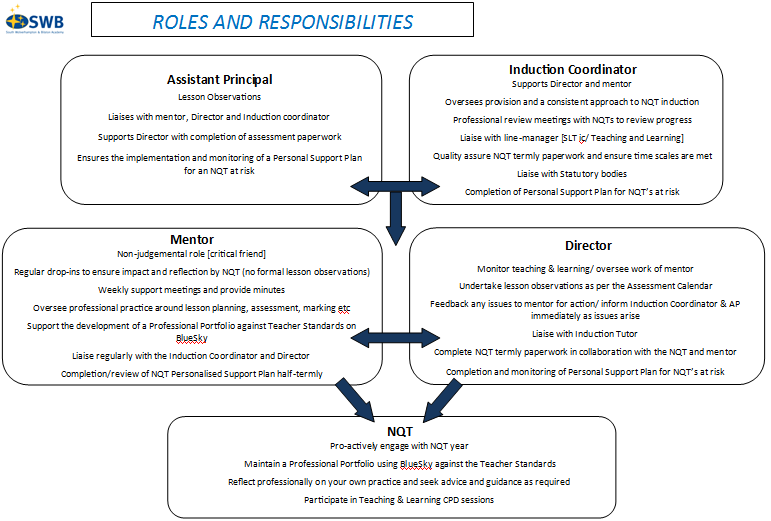 SWB
ROLES AND RESPONSIBILITIES
Assistant Principal
Lesson Observations
Liaises with mentor, Director and Induction coordinator
Supports Director with completion of assessment paperwork
Ensures the implementation and monitoring of a Personal Support Plan
for an NQT at risk
Induction Coordinator
Supports Director and mentor
Oversees provision and a consistent approach to NQT induction
Professional review meetings with NQTs to review progress
Liaise with line-manager [SLT ic/ Teaching and Learning]
Quality assure NQT termly paperwork and ensure time scales are met
Liaise with Statutory bodies
Completion of Personal Support Plan for NQT's at risk
Mentor
Non-judgemental role [critical friend]
Regular drop-ins to ensure impact and reflection by NQT (no formal lesson observations)
Weekly support meetings and provide minutes
Oversee professional practice around lesson planning, assessment, marking etc
Support the development of a Professional Portfolio against Teacher Standards on
BlueSky
Liaise regularly with the Induction Coordinator and Director
Completion/review of NQT Personalised Support Plan half-termly
Director
Monitor teaching & learning/ oversee work of mentor
Undertake lesson observations as per the Assessment Calendar
Feedback any issues to mentor for action/ inform Induction Coordinator & AP
immediately as issues arise
Liaise with Induction Tutor
Complete NQT termly paperwork in collaboration with the NQT and mentor
Completion and monitoring of Personal Support Plan for NQT's at risk
NQT
Pro-actively engage with NQT year
Maintain a Professional Portfolio using BlueSky against the Teacher Standards
Reflect professionally on your own practice and seek advice and guidance as required
Participate in Teaching & Learning CPD sessions